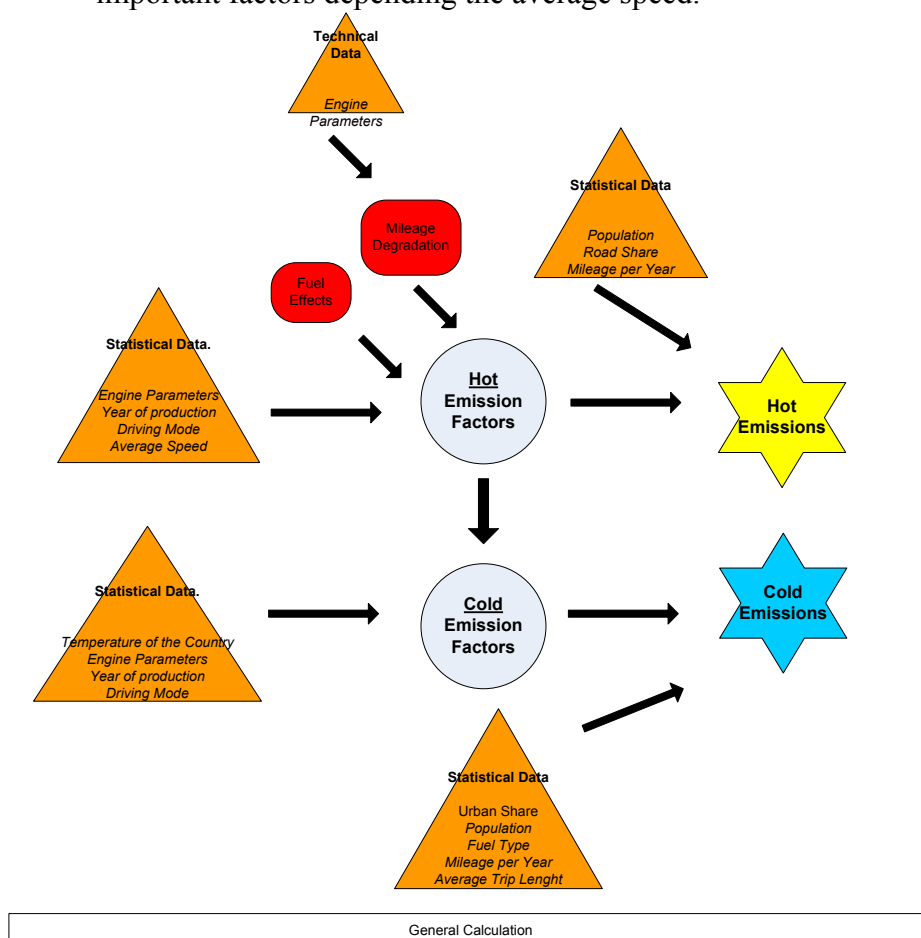 important factors depending the average speed.
Technical
Data
Engine
Parameters
Statistical Data
Population
Road Share
Mileage per Year
Mileage
Degradation
Fuel
Effects
Statistical Data.
Engine Parameters
Year of production
Driving Mode
Average Speed
Hot
Emission
Factors
Hot
Emissions
Statistical Data.
Temperature of the Country
Engine Parameters
Year of production
Driving Mode
Cold
Emission
Factors
Cold
Emissions
Statistical Data
Urban Share
Population
Fuel Type
Mileage per Year
Average Trip Lenght
General Calculation